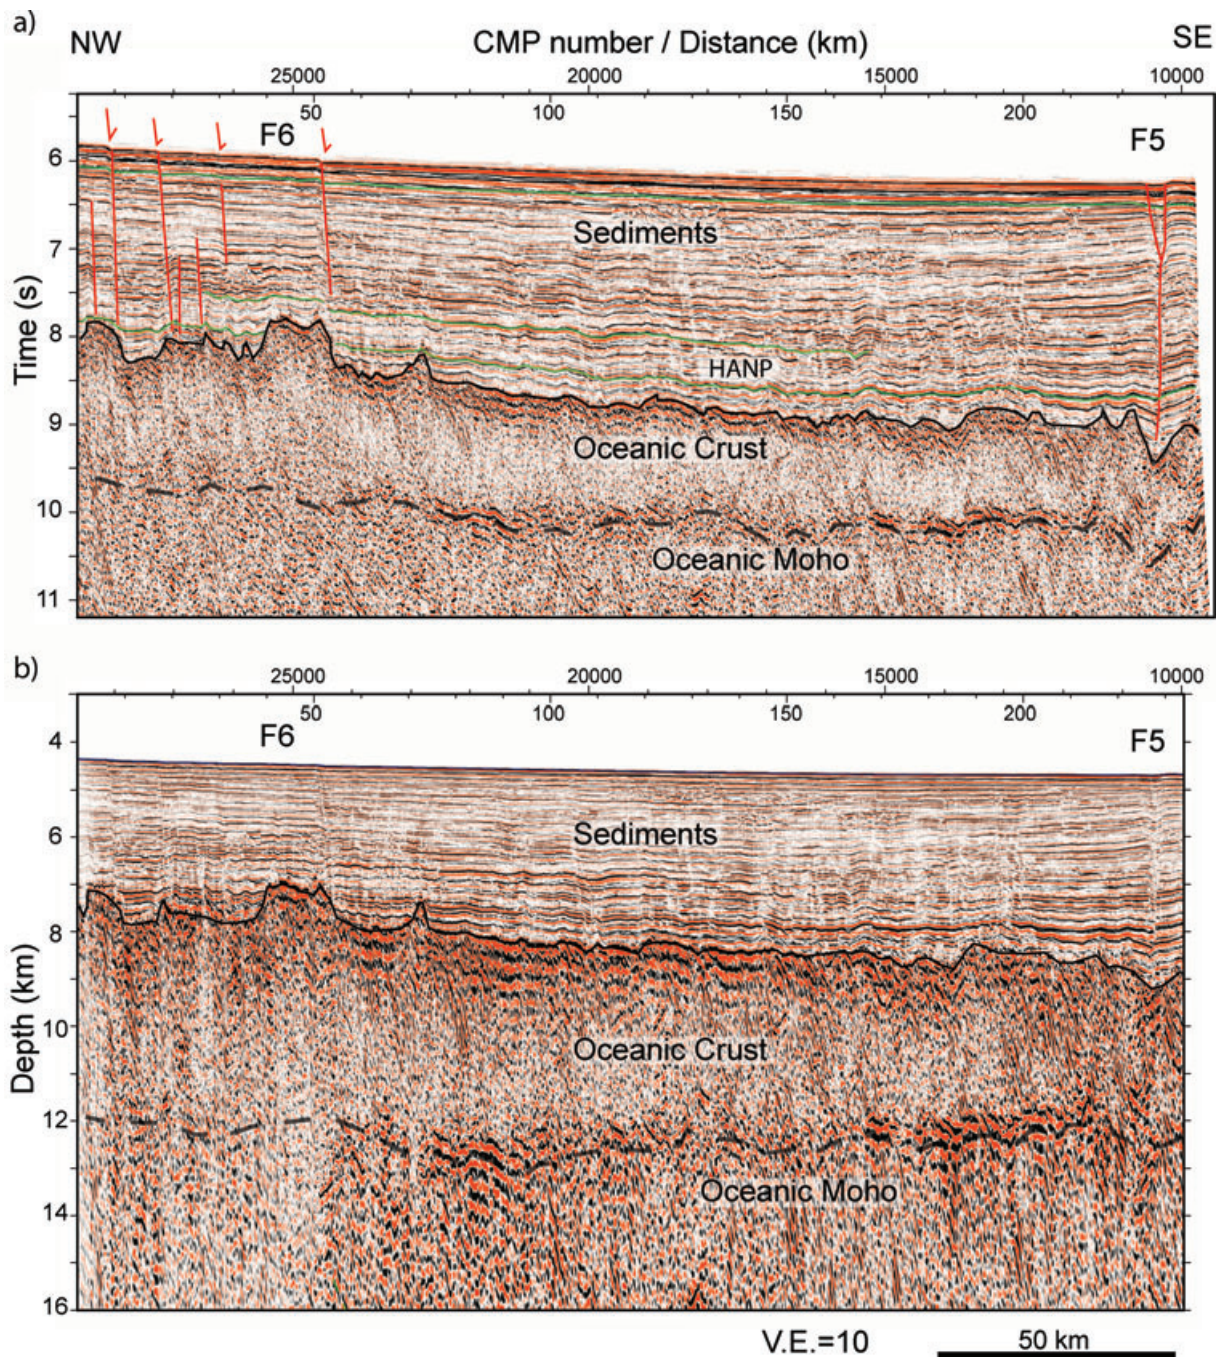 a)
NW CMP number / Distance (km) SE
25000 20000 15000 10000
50 100 150 200
F6 F5
6
Sediments
7
Time (s)
8
HANP
9
Oceanic Crust
10
Oceanic Moho
11
b)
25000 20000 15000 10000
50 100 150 200
F6 F5
4
Sediments
6
8
Depth (km)
10
Oceanic Crust
12
Oceanic Moho
14
16
V.E.=10 50 km